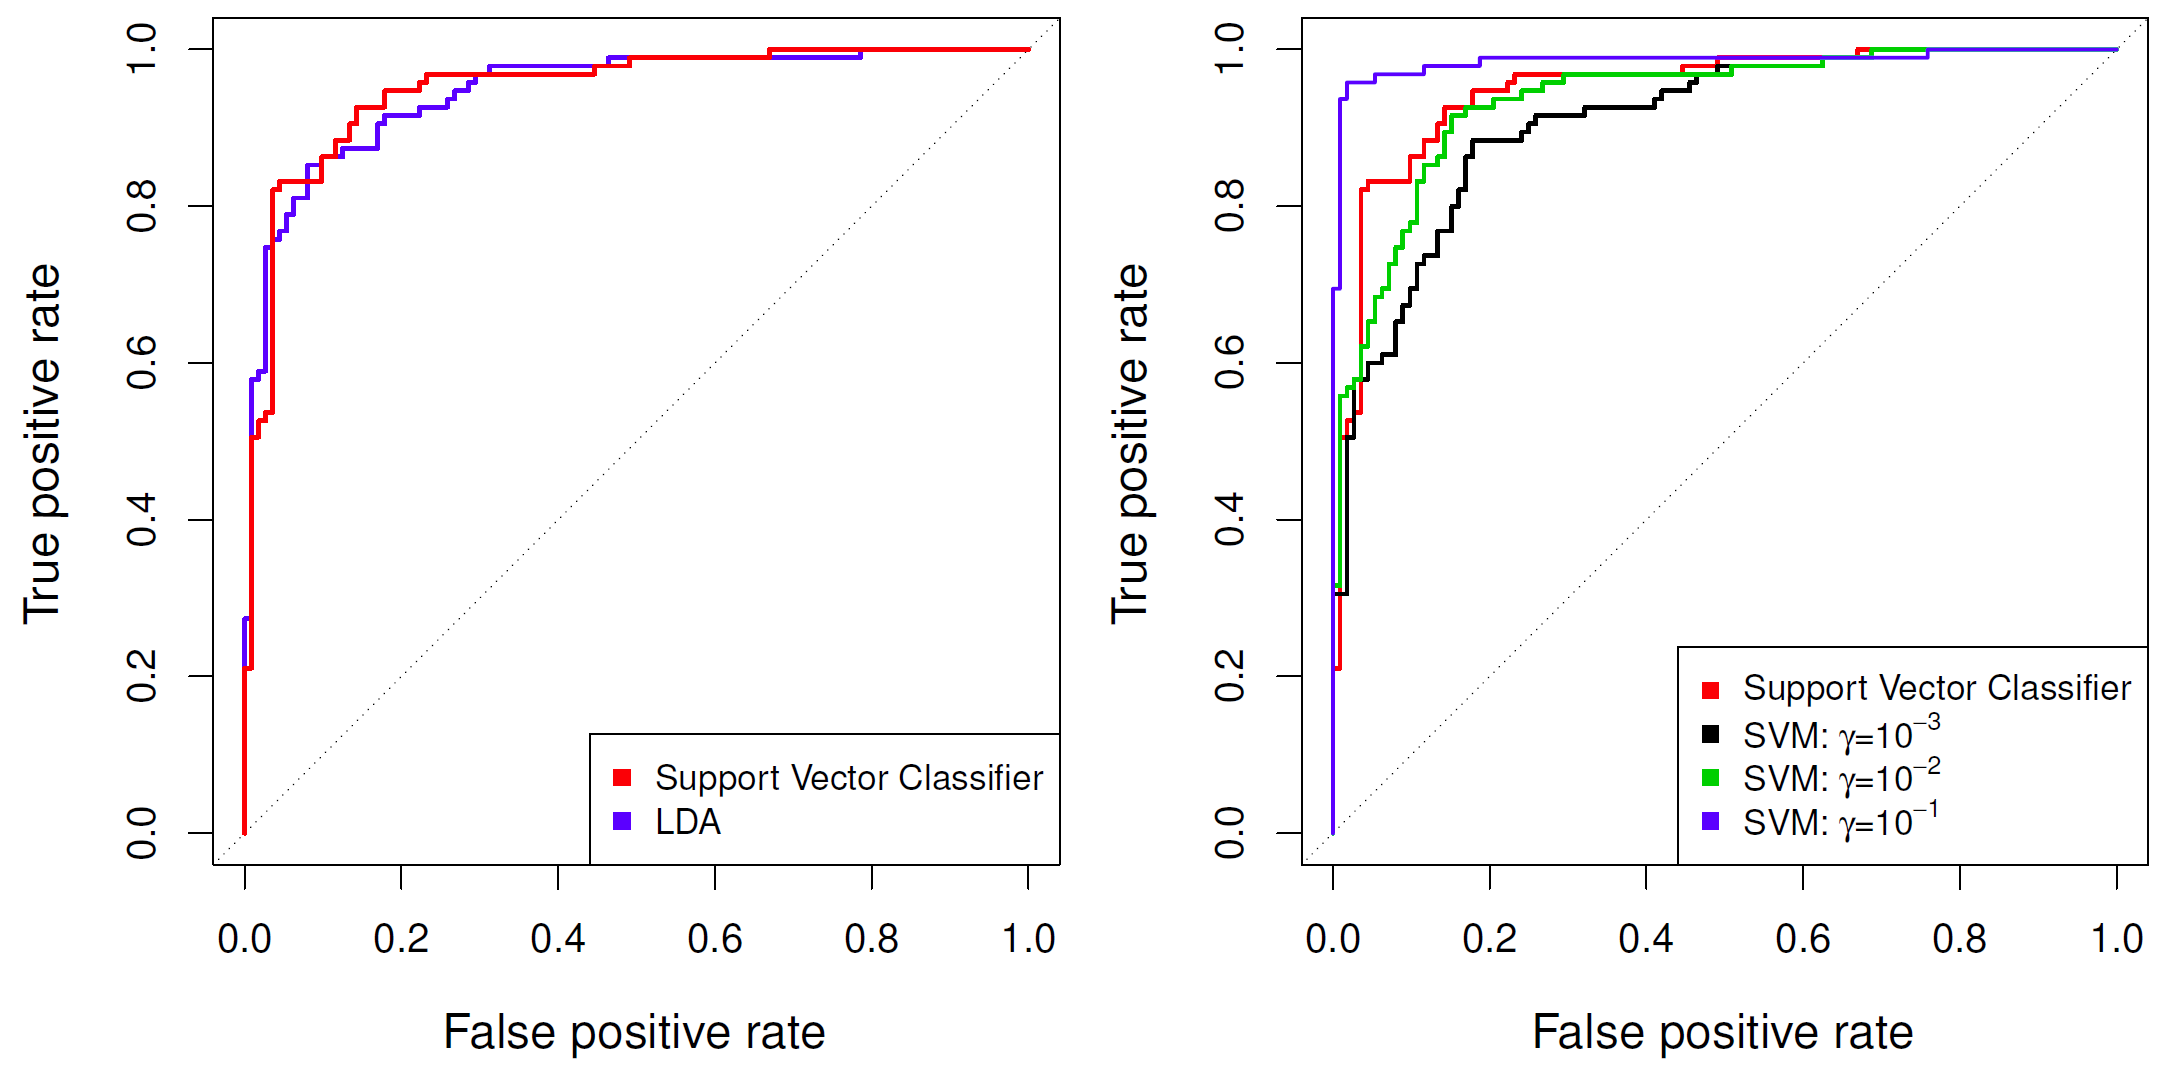 True positive rate
0.0 0.2 0.4 0.6 0.8 1.0
Support Vector Classifier
LDA
0.0 0.2 0.4 0.6 0.8 1.0
False positive rate
True positive rate
0.0 0.2 0.4 0.6 0.8 1.0
Support Vector Classifier
SVM: γ=10⁻³
SVM: γ=10⁻²
SVM: γ=10⁻¹
0.0 0.2 0.4 0.6 0.8 1.0
False positive rate